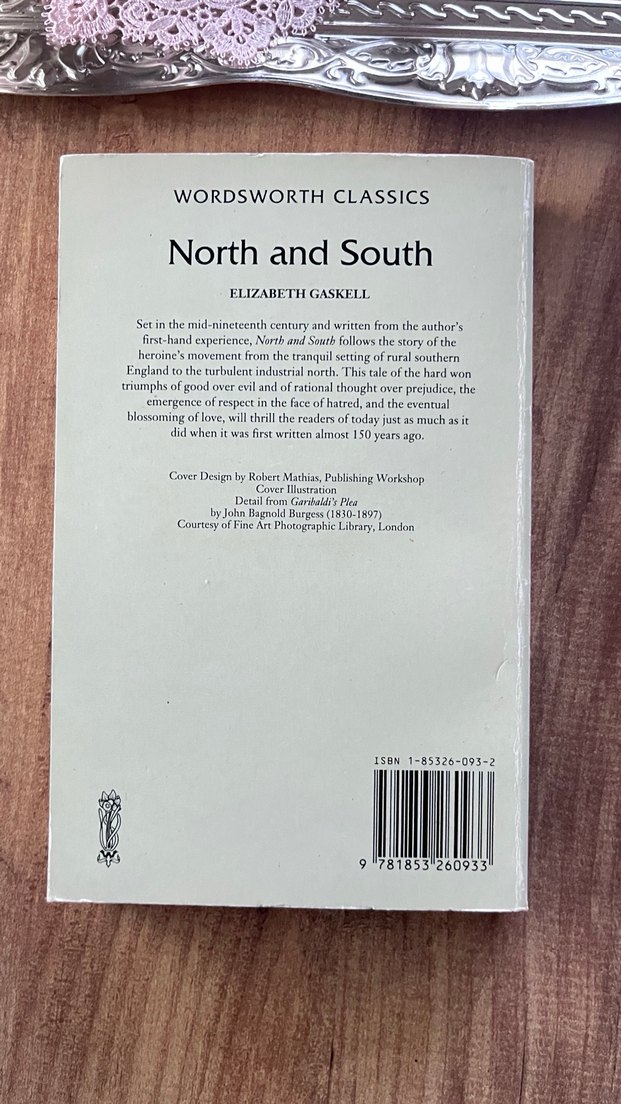 WORDSWORTH CLASSICS
North and South
ELIZABETH GASKELL
Set in the mid-nineteenth century and written from the author's
first-hand experience, North and South follows the story of the
heroine's movement from the tranquil setting of rural southern
England to the turbulent industrial north. This tale of the hard won
triumphs of good over evil and of rational thought over prejudice, the
emergence of respect in the face of hatred, and the eventual
blossoming of love, will thrill the readers of today just as much as it
did when it was first written almost 150 years ago.
Cover Design by Robert Mathias, Publishing Workshop
Cover Illustration
Detail from Garibaldi's Plea
by John Bagnold Burgess (1830-1897)
Courtesy of Fine Art Photographic Library, London
ISBN 1-85326-093-2
9 781853 260933
W